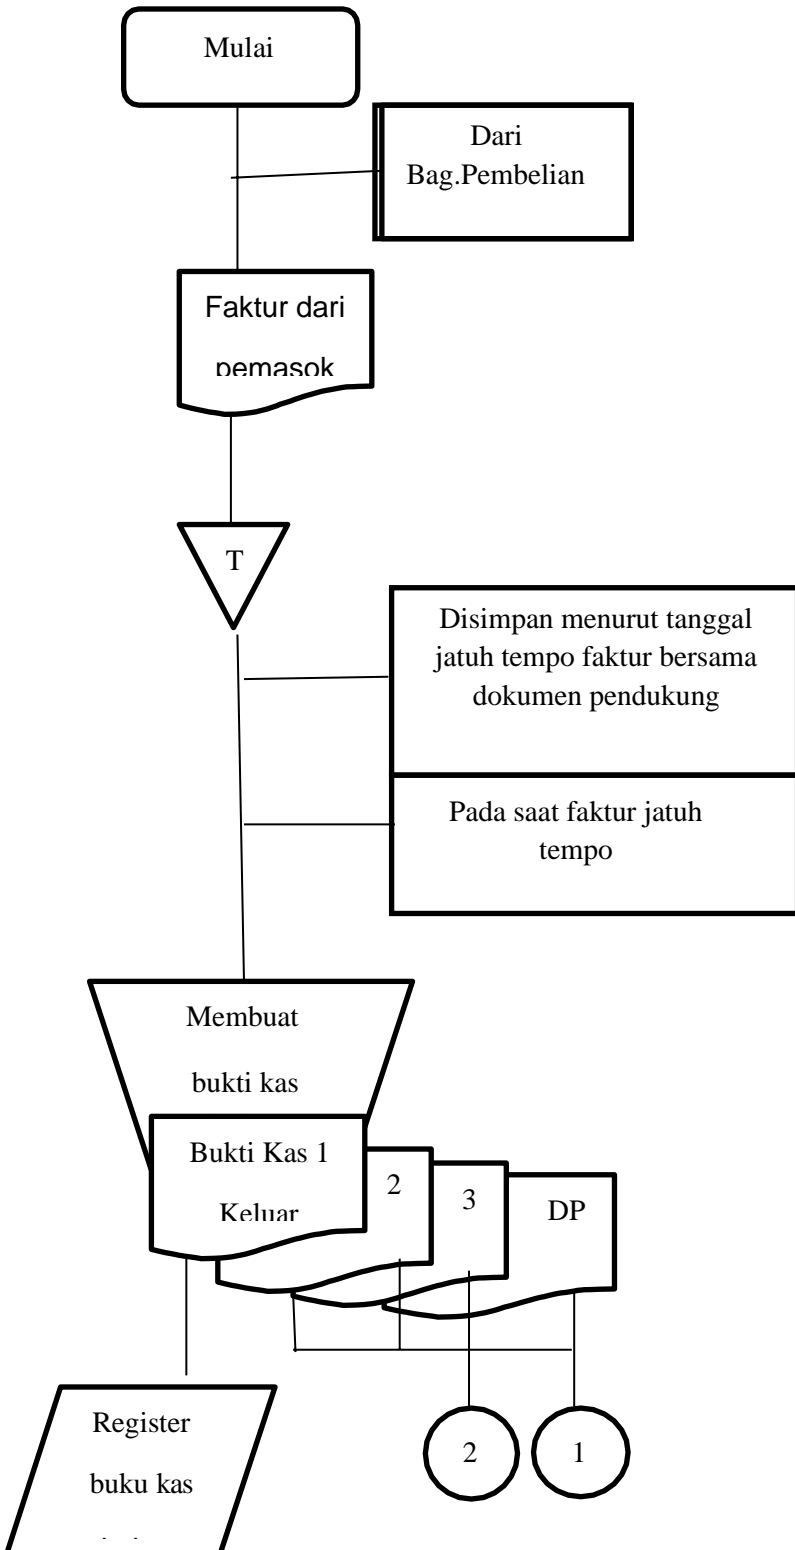 Mulai
Dari
Bag.Pembelian
Faktur dari
pemasok
T
Disimpan menurut tanggal
jatuh tempo faktur bersama
dokumen pendukung
Pada saat faktur jatuh
tempo
Membuat
bukti kas
Bukti Kas 1
Keluar
2
3
DP
Register
buku kas
2
1